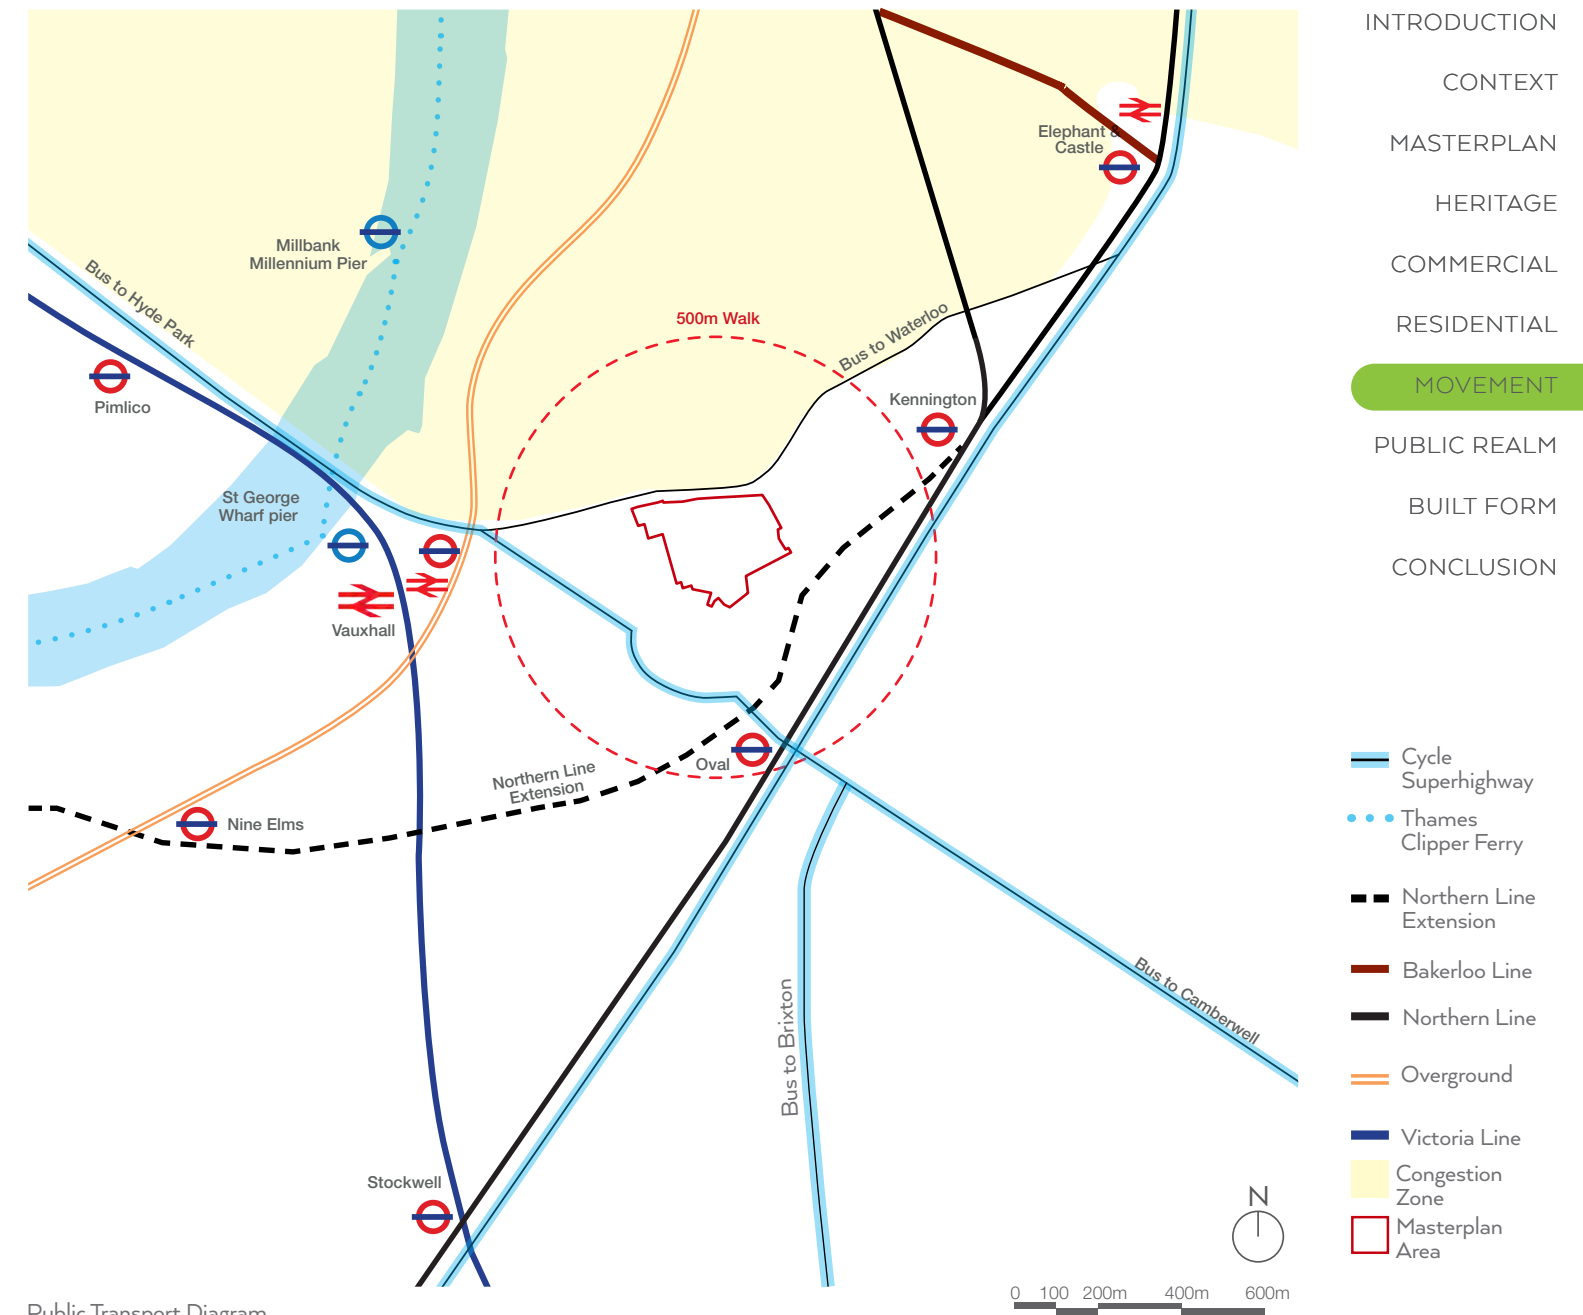 INTRODUCTION
CONTEXT
MASTERPLAN
HERITAGE
COMMERCIAL
RESIDENTIAL
MOVEMENT
PUBLIC REALM
BUILT FORM
CONCLUSION
Elephant &
Castle
Millbank
Millennium Pier
Bus to Hyde Park
500m Walk
Bus to Waterloo
Pimlico
Kennington
St George
Wharf pier
Vauxhall
Oval
Northern Line
Extension
Nine Elms
Bus to Brixton
Bus to Camberwell
Stockwell
Cycle
Superhighway
Thames
Clipper Ferry
Northern Line
Extension
Bakerloo Line
Northern Line
Overground
Victoria Line
Congestion
Zone
Masterplan
Area
N
0 100 200m 400m 600m
Public Transport Diagram